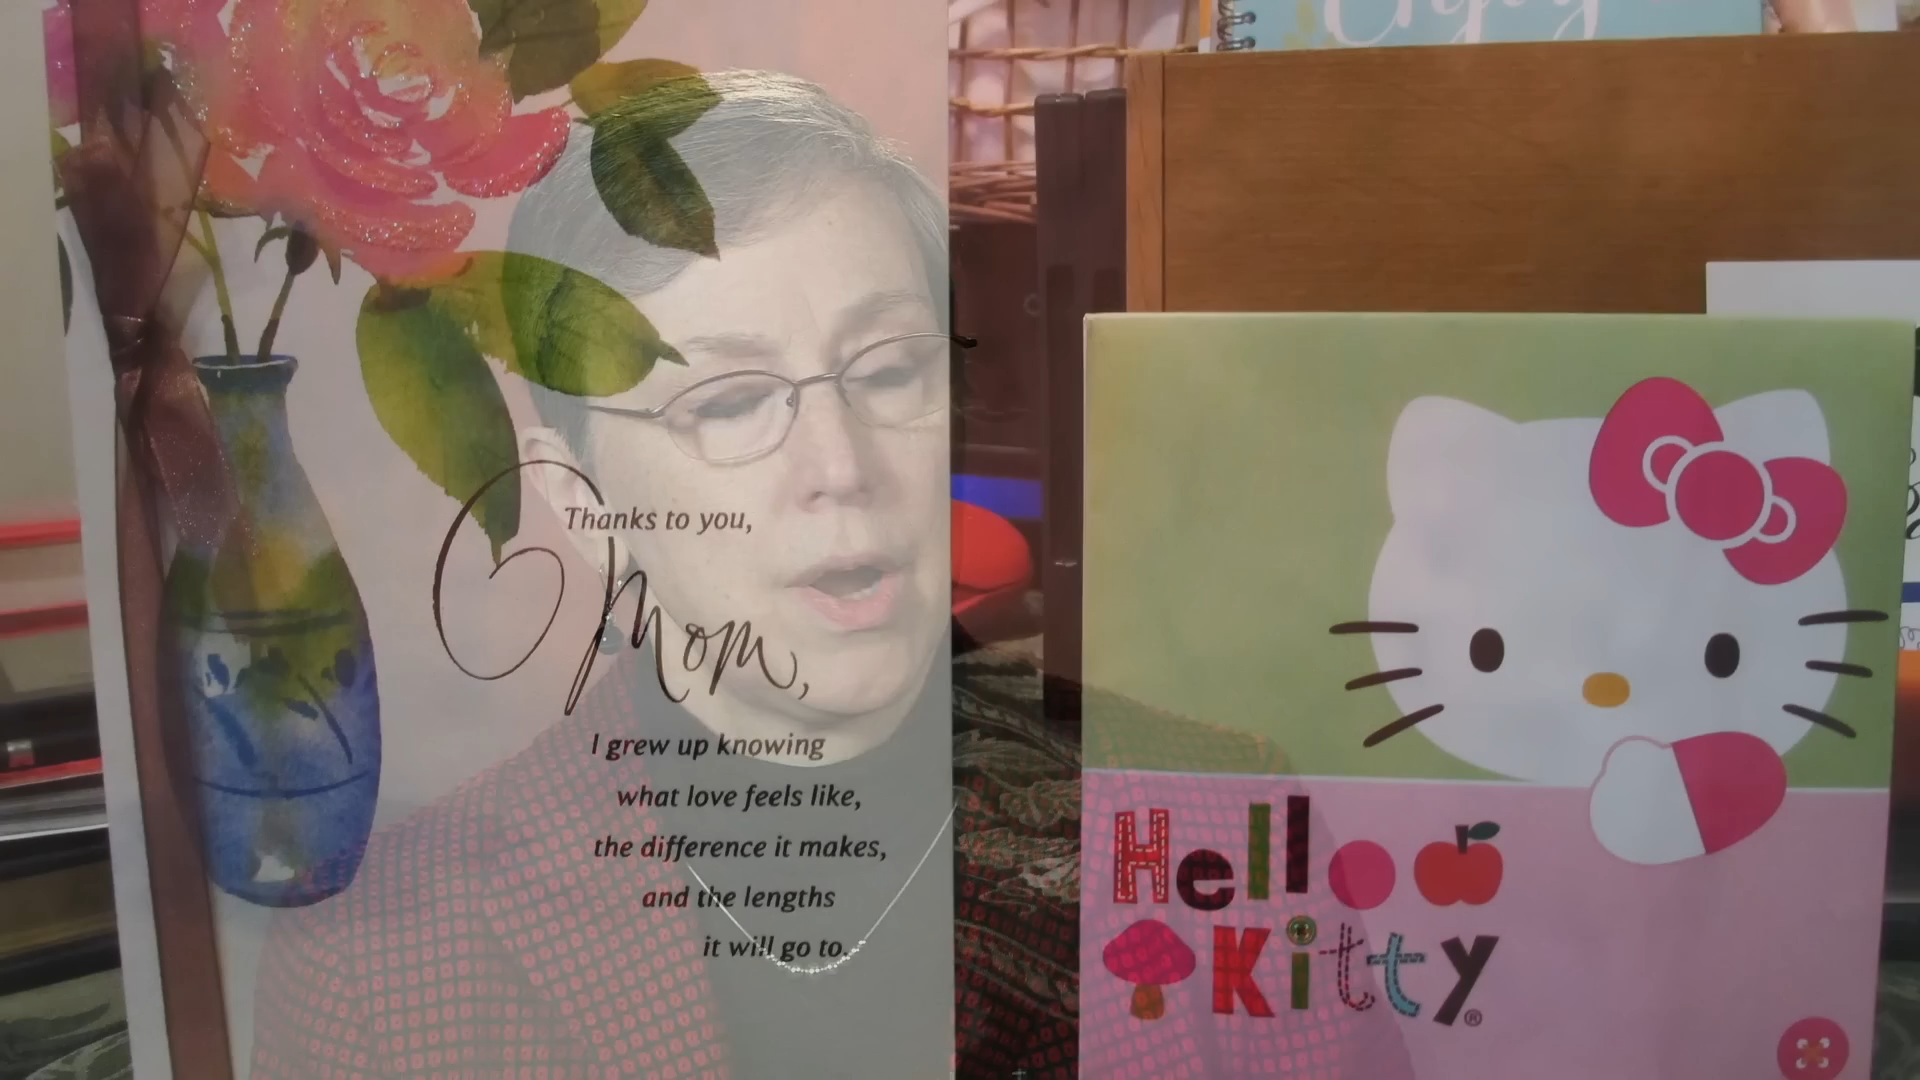 Enjoy
Thanks to you,
Mom,
I grew up knowing
what love feels like,
the difference it makes,
and the lengths
it will go to.
Hello
Kitty®